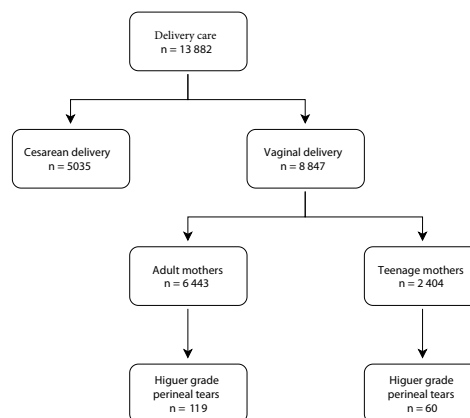 Delivery care
n = 13 882
Cesarean delivery
n = 5035
Vaginal delivery
n = 8 847
Adult mothers
n = 6 443
Teenage mothers
n = 2 404
Higuer grade
perineal tears
n = 119
Higuer grade
perineal tears
n = 60